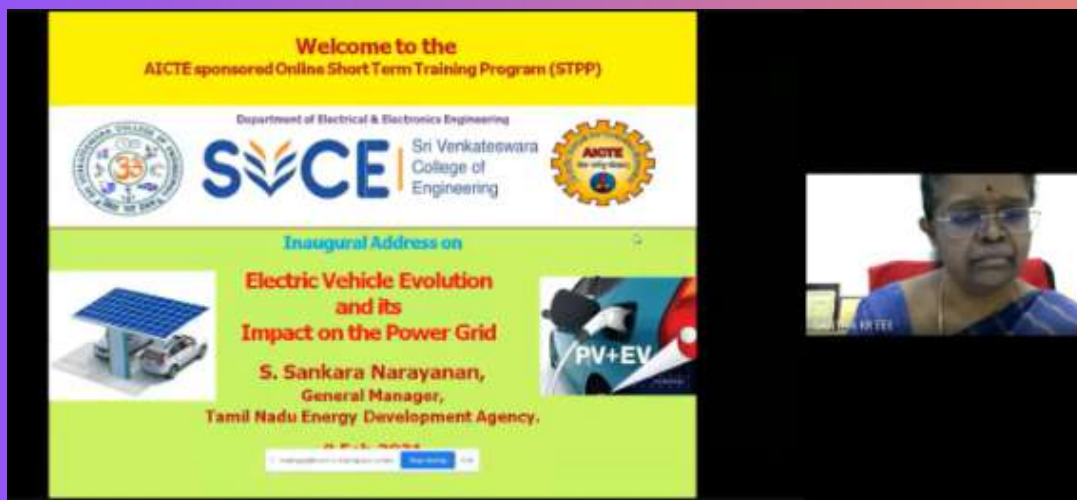 Welcome to the
AICTE sponsored Online Short Term Training Program (STPP)
Department of Electrical & Electronics Engineering
SVCE
Sri Venkateswara
College of
Engineering
AICTE
Inaugural Address on
Electric Vehicle Evolution
and its
Impact on the Power Grid
PV+EV
S. Sankara Narayanan,
General Manager,
Tamil Nadu Energy Development Agency.